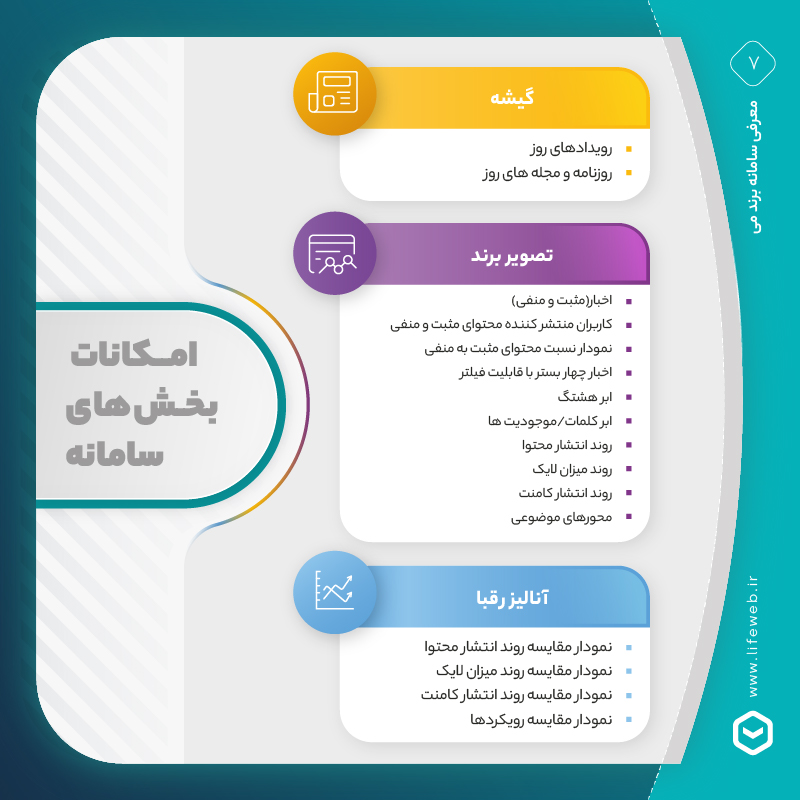 ۷
معرفی سامانه برند می
امـکانات
بخش‌های
سامانه
گیشه
رویدادهای روز
روزنامه و مجله های روز
تصویر برند
اخبار(مثبت و منفی)
کاربران منتشر کننده محتوای مثبت و منفی
نمودار نسبت محتوای مثبت به منفی
اخبار چهار بستر با قابلیت فیلتر
ابر هشتگ
ابر کلمات/موجودیت ها
روند انتشار محتوا
روند میزان لایک
روند انتشار کامنت
محورهای موضوعی
آنالیز رقبا
نمودار مقایسه روند انتشار محتوا
نمودار مقایسه روند میزان لایک
نمودار مقایسه روند انتشار کامنت
نمودار مقایسه رویکردها
www.lifeweb.ir